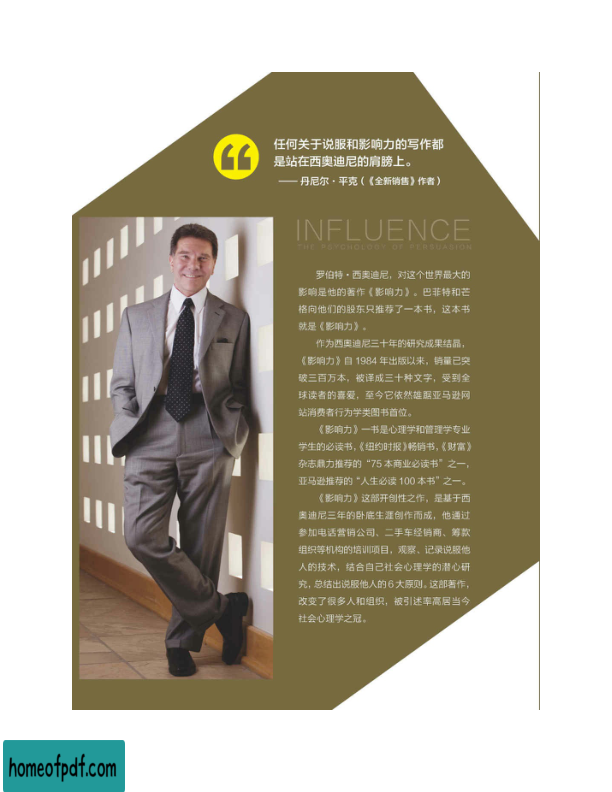 任何关于说服和影响力的写作都
是站在西奥迪尼的肩膀上。
—— 丹尼尔·平克（《全新销售》作者）
INFLUENCE
THE PSYCHOLOGY OF PERSUASION
罗伯特·西奥迪尼，对这个世界最大的
影响是他的著作《影响力》。巴菲特和芒
格向他们的股东只推荐了一本书，这本书
就是《影响力》。
作为西奥迪尼三十年的研究成果结晶，
《影响力》自 1984 年出版以来，销量已突
破三百万本，被译成三十种文字，受到全
球读者的喜爱，至今它依然雄踞亚马逊网
站消费者行为学类图书首位。
《影响力》一书是心理学和管理学专业
学生的必读书，《纽约时报》畅销书，《财富》
杂志鼎力推荐的“75 本商业必读书”之一，
亚马逊推荐的“人生必读 100 本书”之一。
《影响力》这部开创性之作，是基于西
奥迪尼三年的卧底生涯创作而成，他通过
参加电话营销公司、二手车经销商、筹款
组织等机构的培训项目，观察、记录说服他
人的技术，结合自己社会心理学的潜心研
究，总结出说服他人的 6 大原则。这部著作，
改变了很多人和组织，被引述率高居当今
社会心理学之冠。
homeofpdf.com